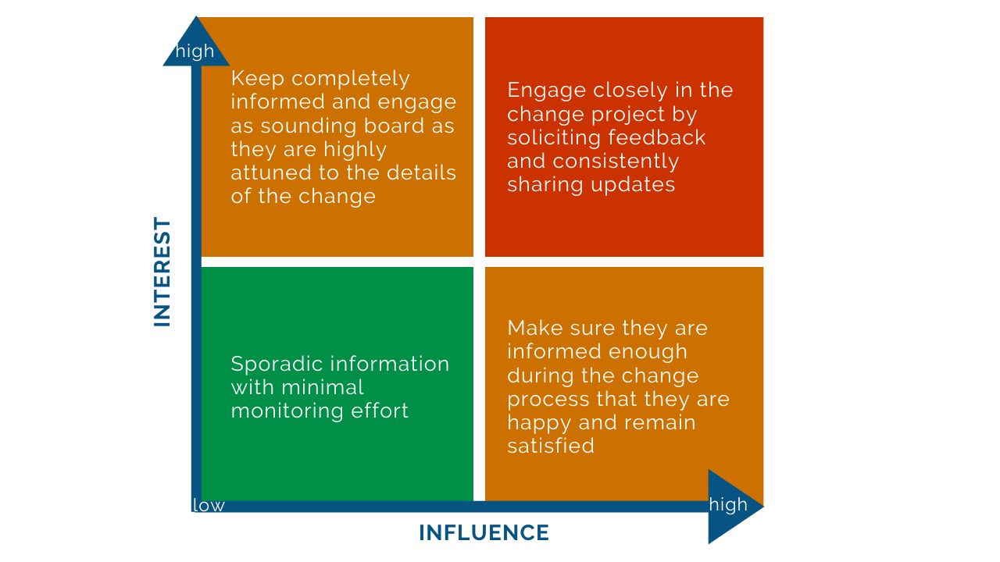 high
Keep completely
informed and engage
as sounding board as
they are highly
attuned to the details
of the change
Engage closely in the
change project by
soliciting feedback
and consistently
sharing updates
INTEREST
Sporadic information
with minimal
monitoring effort
Make sure they are
informed enough
during the change
process that they are
happy and remain
satisfied
low
high
INFLUENCE